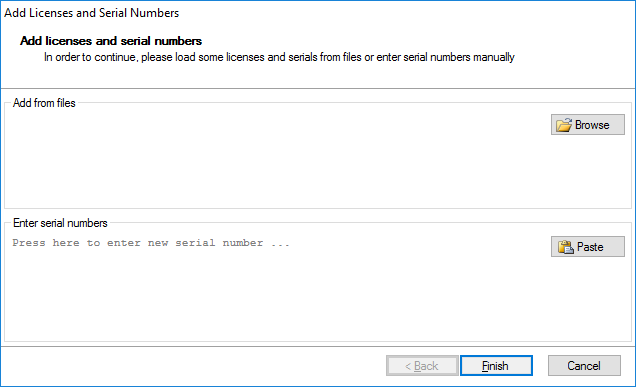 Add Licenses and Serial Numbers
Add licenses and serial numbers
In order to continue, please load some licenses and serials from files or enter serial numbers manually
Add from files
Browse
Enter serial numbers
Press here to enter new serial number ...
Paste
< Back
Finish
Cancel